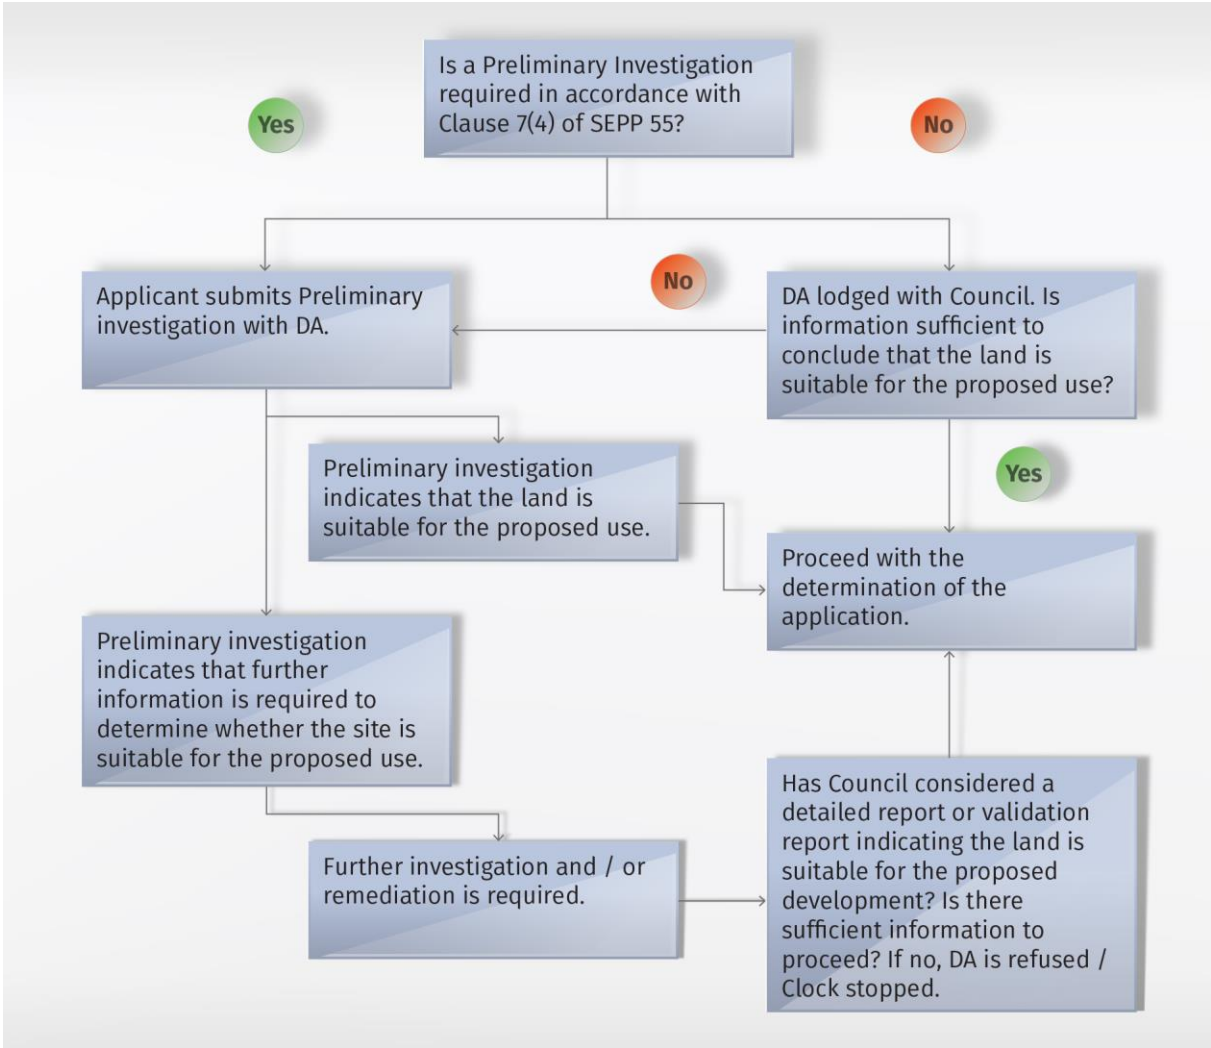 Is a Preliminary Investigation
required in accordance with
Clause 7(4) of SEPP 55?
Yes
No
Applicant submits Preliminary
investigation with DA.
No
DA lodged with Council. Is
information sufficient to
conclude that the land is
suitable for the proposed use?
Preliminary investigation
indicates that the land is
suitable for the proposed use.
Yes
Proceed with the
determination of the
application.
Preliminary investigation
indicates that further
information is required to
determine whether the site is
suitable for the proposed use.
Further investigation and / or
remediation is required.
Has Council considered a
detailed report or validation
report indicating the land is
suitable for the proposed
development? Is there
sufficient information to
proceed? If no, DA is refused /
Clock stopped.